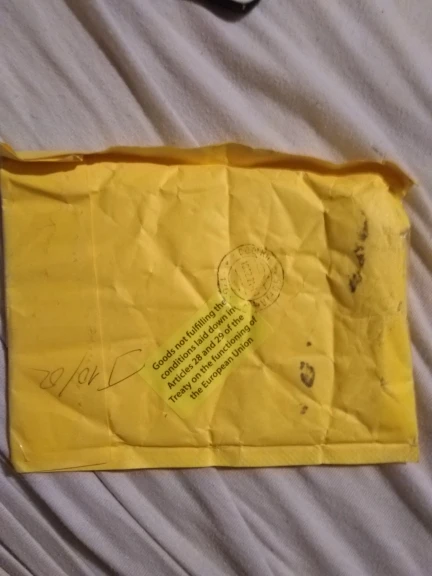 Goods not fulfilling the
conditions laid down in
Articles 28 and 29 of the
Treaty on the functioning of
the European Union